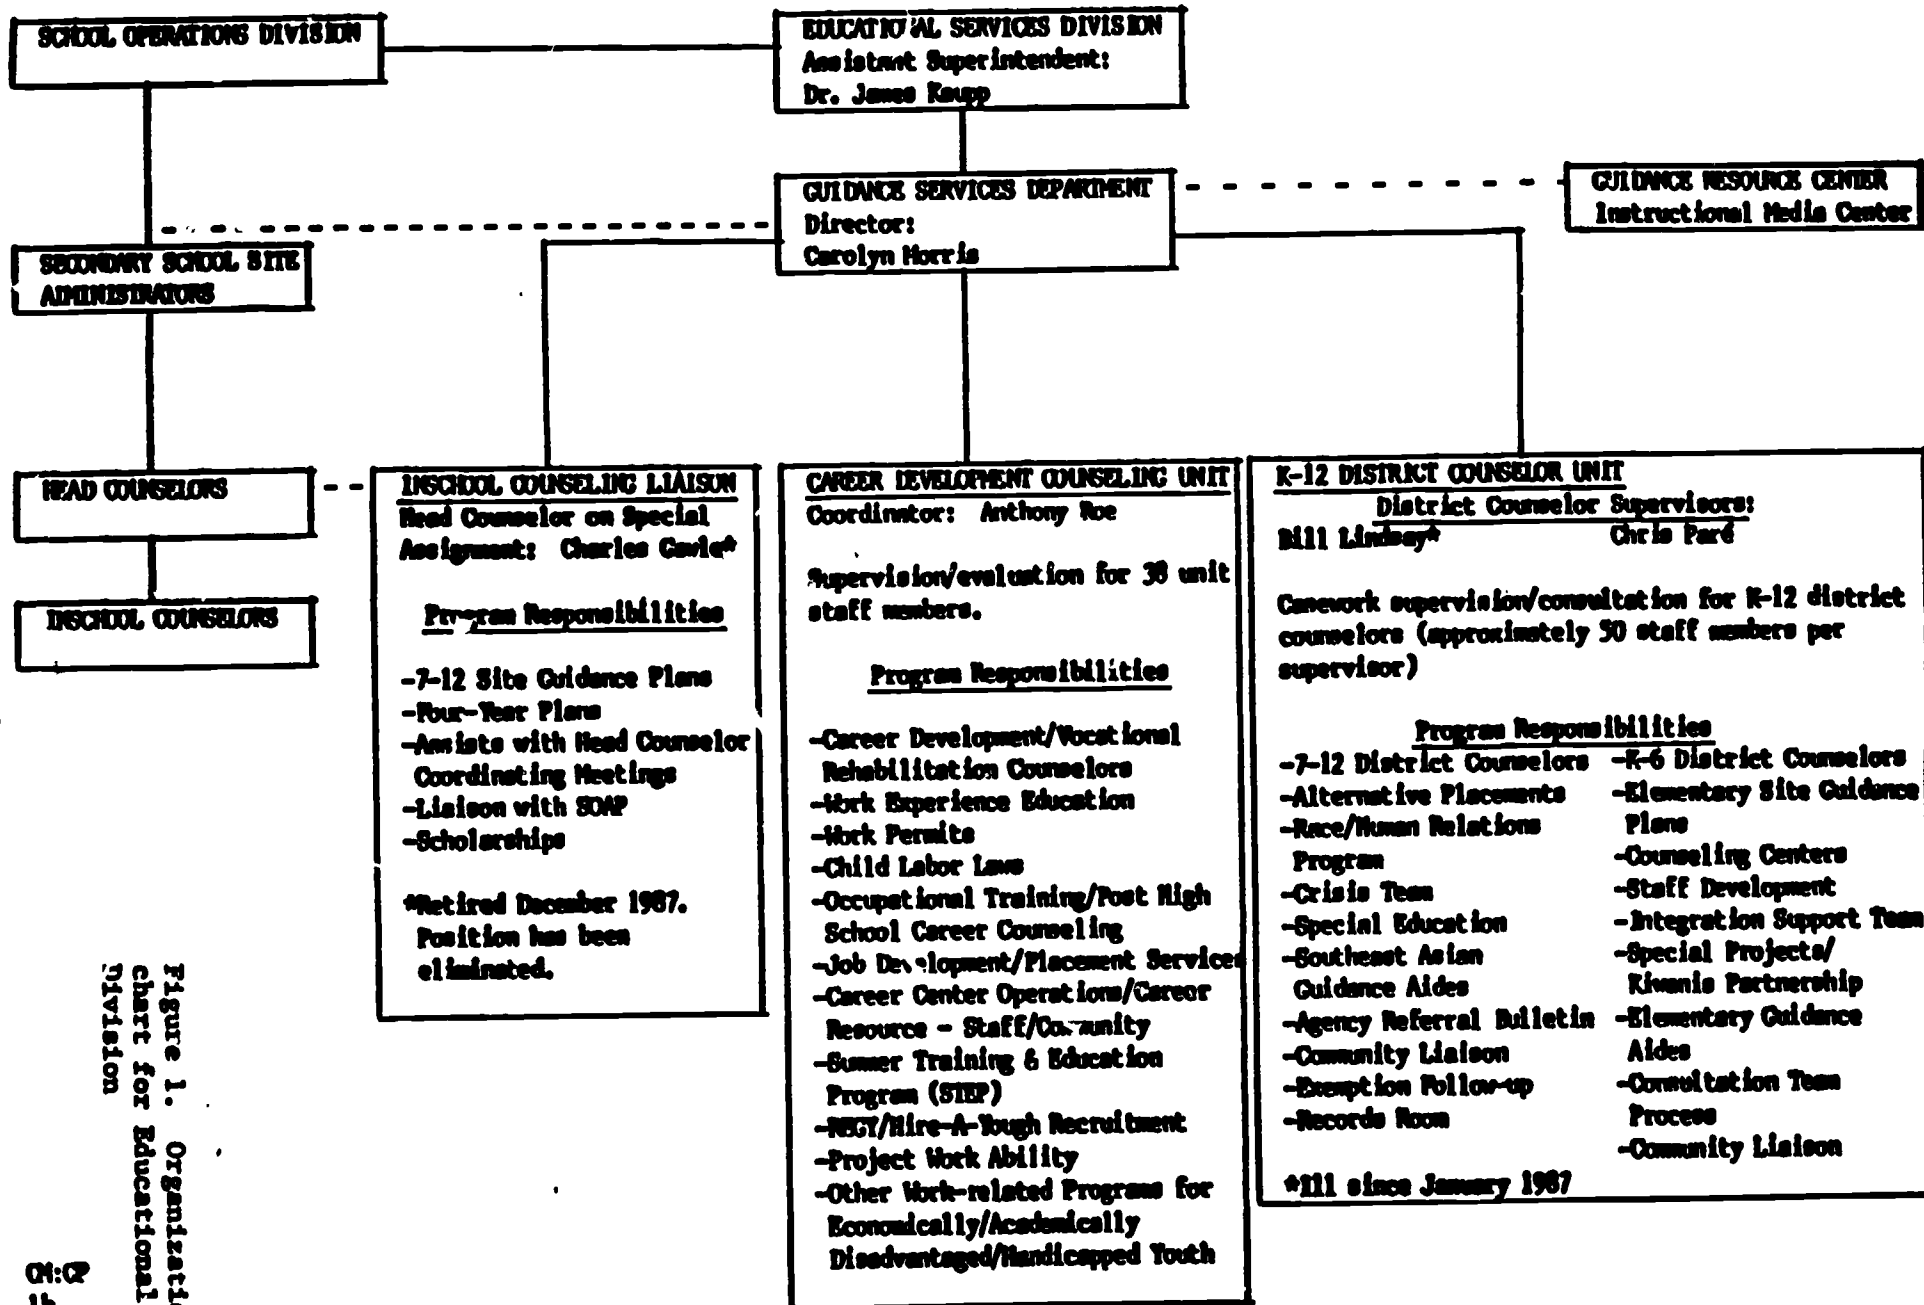 SCHOOL OPERATIONS DIVISION
EDUCATIONAL SERVICES DIVISION
Assistant Superintendent:
Dr. James Kaupp
GUIDANCE SERVICES DEPARTMENT
Director:
Carolyn Morris
GUIDANCE RESOURCE CENTER
Instructional Media Center
SECONDARY SCHOOL SITE
ADMINISTRATORS
HEAD COUNSELORS
INSCHOOL COUNSELORS
INSCHOOL COUNSELING LIAISON
Head Counselor on Special
Assignment: Charles
Program Responsibilities
-7-12 Site Guidance Plans
-Four-Year Plans
-Assists with Head Counselor
Coordinating Meetings
-Liaison with SOAP
-Scholarships
*Retired December 1987.
Position has been
eliminated.
CAREER DEVELOPMENT COUNSELING UNIT
Coordinator: Anthony Roe
Supervision/evaluation for 38 unit
staff members.
Program Responsibilities
-Career Development/Vocational
Rehabilitation Counselors
-Work Experience Education
-Work Permits
-Child Labor Laws
-Occupational Training/Post High
School Career Counseling
-Job Development/Placement Services
-Career Center Operations/Career
Resource - Staff/Community
-Summer Training & Education
Program (STEP)
-REGY/Hire-A-Yough Recruitment
-Project Work Ability
-Other Work-related Programs for
Economically/Academically
Disadvantaged/Handicapped Youth
K-12 DISTRICT COUNSELOR UNIT
District Counselor Supervisors:
Bill Lindsay* Chris Paré
Casework supervision/consultation for K-12 district
counselors (approximately 50 staff members per
supervisor)
Program Responsibilities
-7-12 District Counselors
-Alternative Placements
-Race/Human Relations
Program
-Crisis Team
-Special Education
-Southeast Asian
Guidance Aides
-Agency Referral Bulletin
-Community Liaison
-Exemption Follow-up
-Records Room
-K-6 District Counselors
-Elementary Site Guidance
Plans
-Counseling Centers
-Staff Development
-Integration Support Team
-Special Projects/
Kiwanis Partnership
-Elementary Guidance
Aides
-Consultation Team
Process
-Community Liaison
*Ill since January 1987
Figure 1. Organizatio
chart for Educational
Division
CM:CP